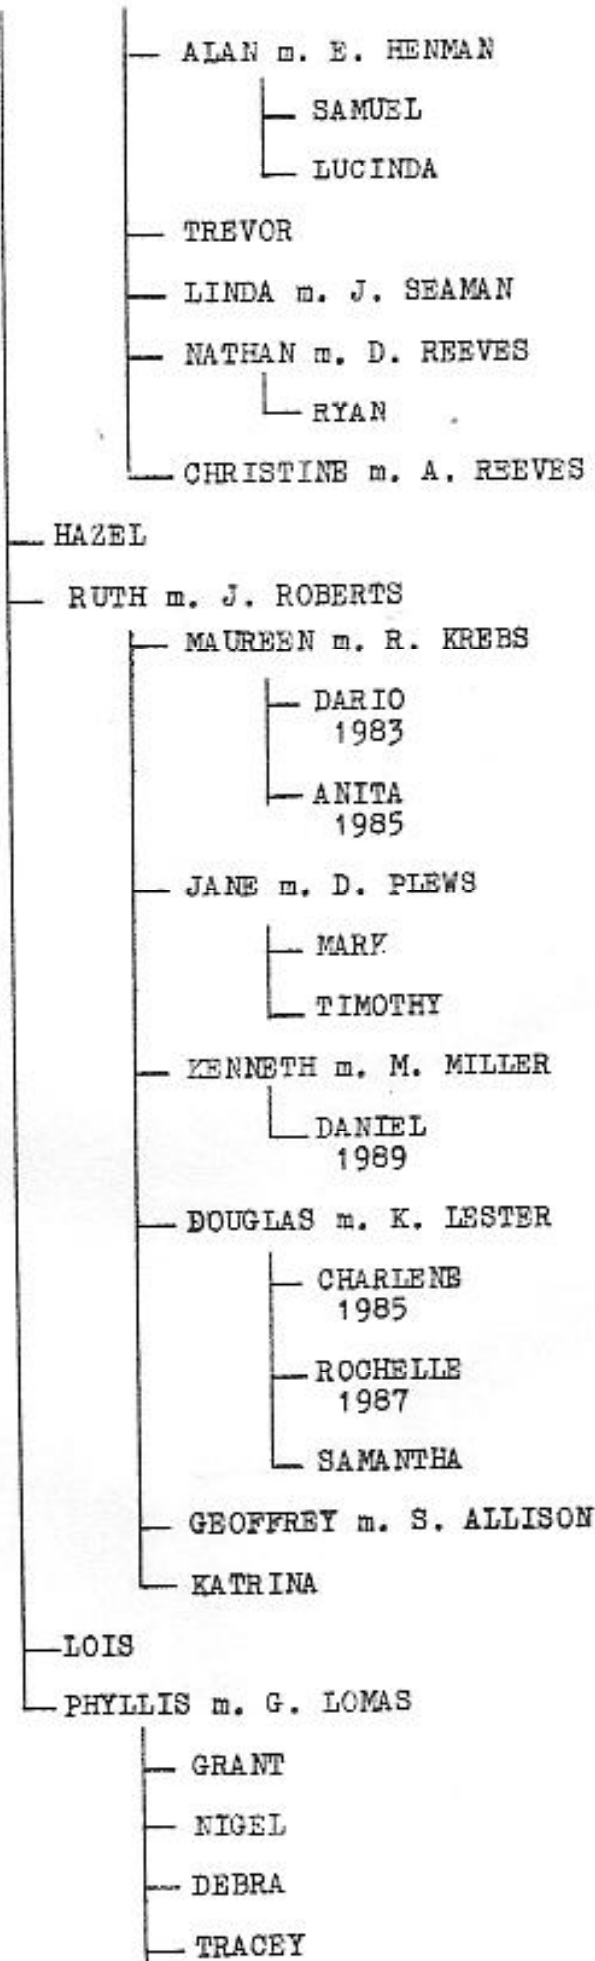 ALAN m. E. HENMAN
SAMUEL
LUCINDA
TREVOR
LINDA m. J. SEAMAN
NATHAN m. D. REEVES
RYAN
CHRISTINE m. A. REEVES
HAZEL
RUTH m. J. ROBERTS
MAUREEN m. R. KREBS
DARIO
1983
ANITA
1985
JANE m. D. PLEWS
MARK
TIMOTHY
KENNETH m. M. MILLER
DANIEL
1989
DOUGLAS m. K. LESTER
CHARLENE
1985
ROCHELLE
1987
SAMANTHA
GEOFFREY m. S. ALLISON
KATRINA
LOIS
PHYLLIS m. G. LOMAS
GRANT
NIGEL
DEBRA
TRACEY